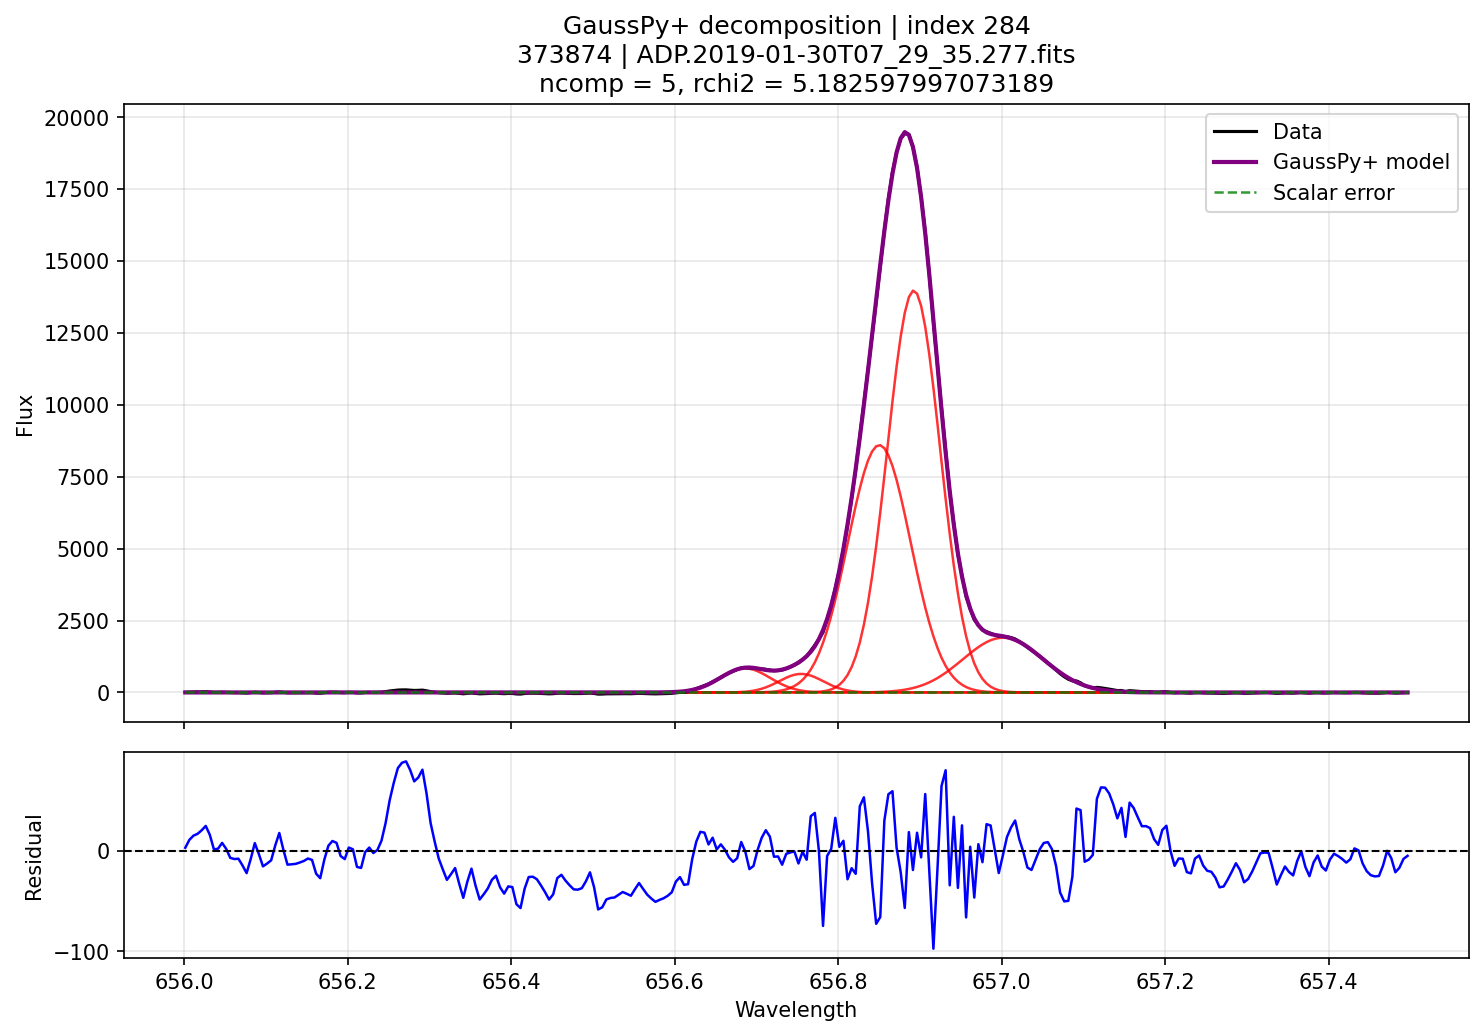 GaussPy+ decomposition | index 284
373874 | ADP.2019-01-30T07_29_35.277.fits
ncomp = 5, rchi2 = 5.182597997073189
Data
GaussPy+ model
Scalar error
20000
17500
15000
12500
10000
7500
5000
2500
0
Flux
0
−100
Residual
656.0 656.2 656.4 656.6 656.8 657.0 657.2 657.4
Wavelength